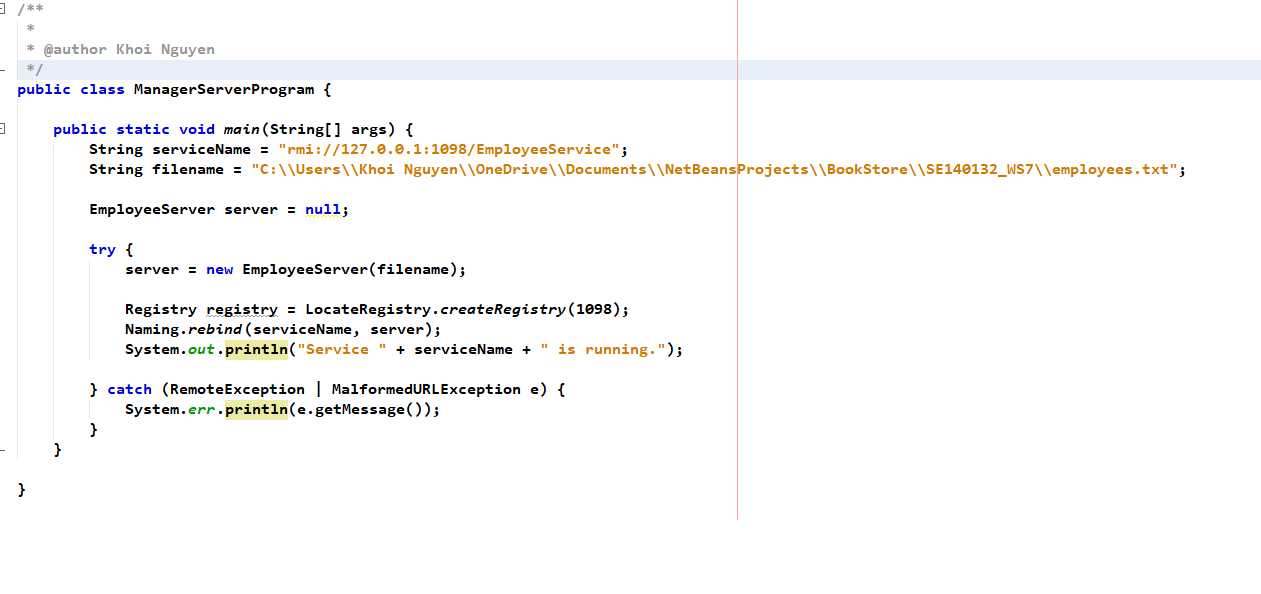 /**
 *
 * @author Khoi Nguyen
 */
public class ManagerServerProgram {

    public static void main(String[] args) {
        String serviceName = "rmi://127.0.0.1:1098/EmployeeService";
        String filename = "C:\\Users\\Khoi Nguyen\\OneDrive\\Documents\\NetBeansProjects\\BookStore\\SE140132_WS7\\employees.txt";

        EmployeeServer server = null;

        try {
            server = new EmployeeServer(filename);

            Registry registry = LocateRegistry.createRegistry(1098);
            Naming.rebind(serviceName, server);
            System.out.println("Service " + serviceName + " is running.");

        } catch (RemoteException | MalformedURLException e) {
            System.err.println(e.getMessage());
        }
    }

}